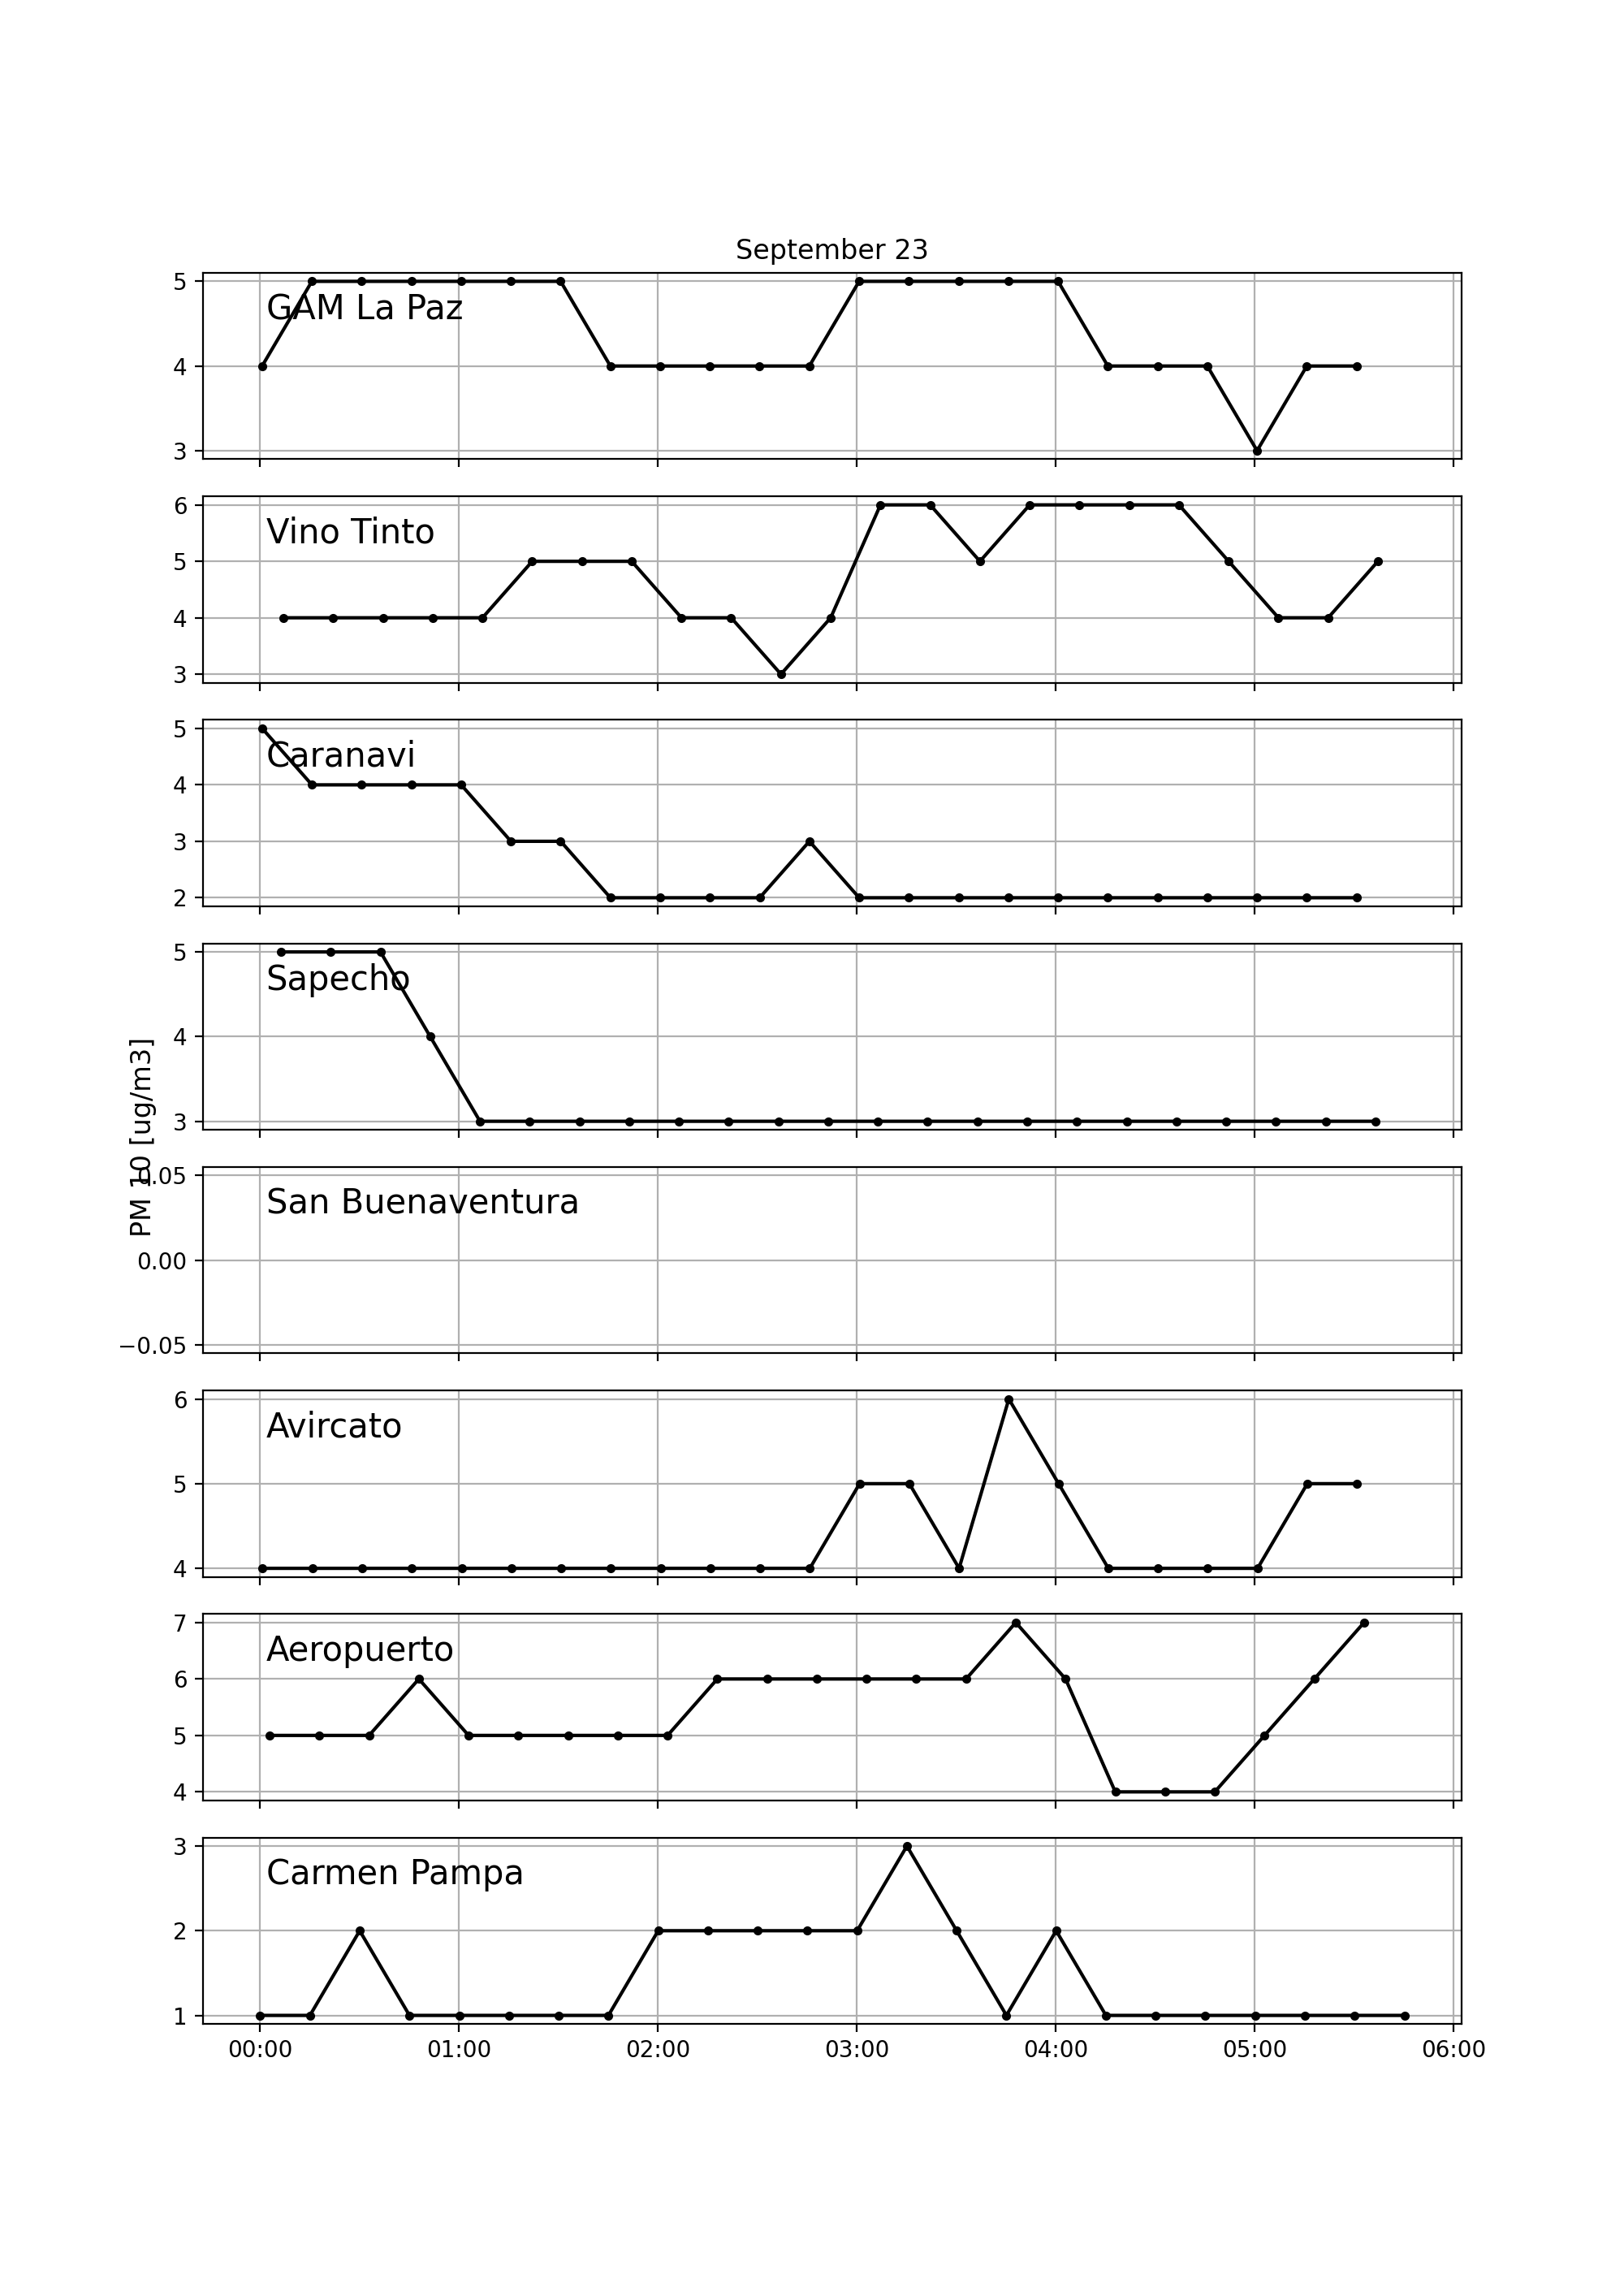 September 23
5
GAM La Paz
4
3
6
Vino Tinto
5
4
3
5
Caranavi
4
3
2
5
Sapecho
4
3
PM 10 [ug/m3]
0.05
San Buenaventura
0.00
−0.05
6
Avircato
5
4
7
Aeropuerto
6
5
4
3
Carmen Pampa
2
1
00:00 01:00 02:00 03:00 04:00 05:00 06:00